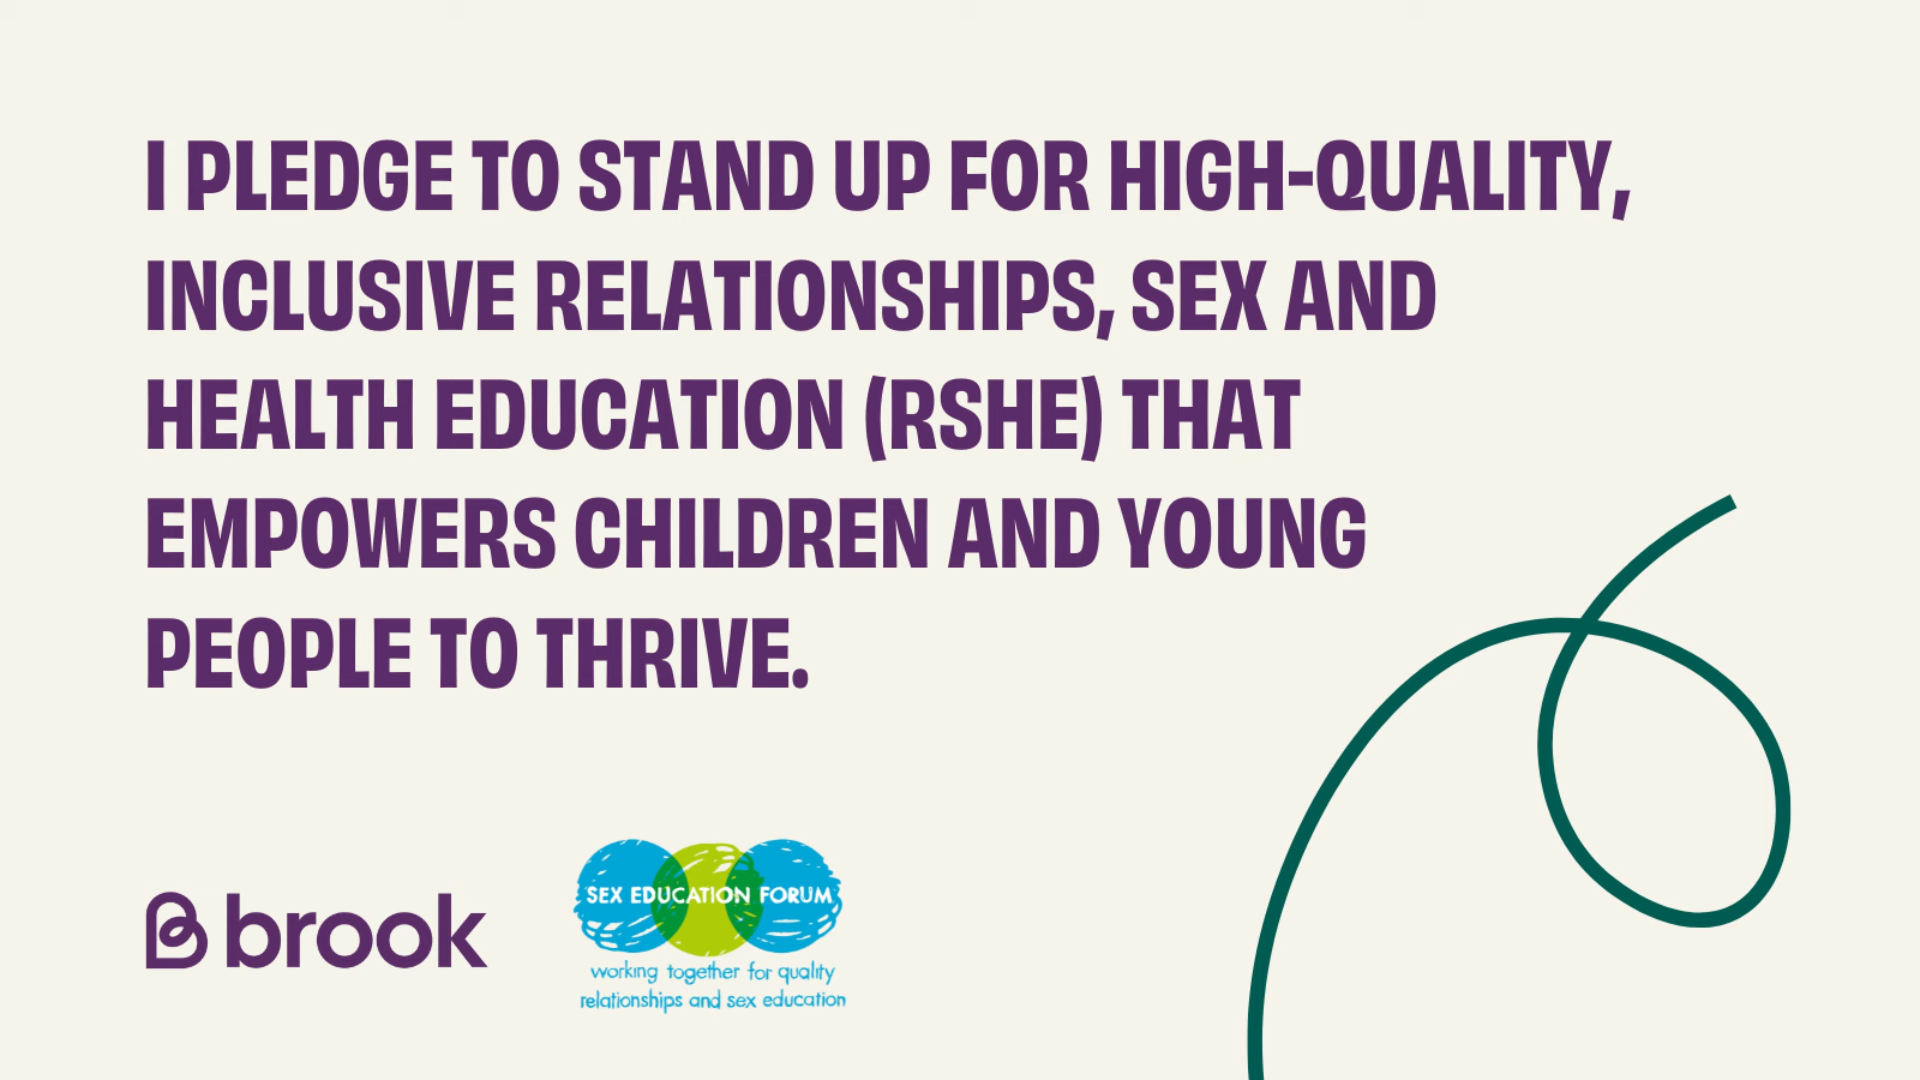 I PLEDGE TO STAND UP FOR HIGH-QUALITY,
INCLUSIVE RELATIONSHIPS, SEX AND
HEALTH EDUCATION (RSHE) THAT
EMPOWERS CHILDREN AND YOUNG
PEOPLE TO THRIVE.
brook
SEX EDUCATION FORUM
working together for quality
relationships and sex education